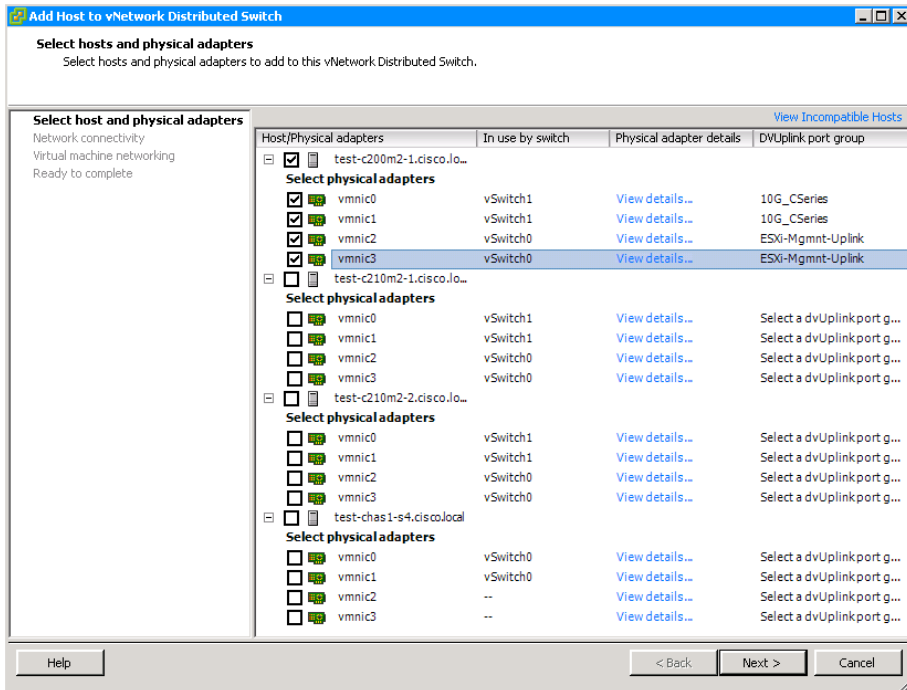 Add Host to vNetwork Distributed Switch
Select hosts and physical adapters
Select hosts and physical adapters to add to this vNetwork Distributed Switch.
Select host and physical adapters
Network connectivity
Virtual machine networking
Ready to complete
View Incompatible Hosts
Host/Physical adapters In use by switch Physical adapter details DVUplink port group
test-c200m2-1.cisco.lo...
Select physical adapters
vmnic0 vSwitch1 View details... 10G_CSeries
vmnic1 vSwitch1 View details... 10G_CSeries
vmnic2 vSwitch0 View details... ESXi-Mgmnt-Uplink
vmnic3 vSwitch0 View details... ESXi-Mgmnt-Uplink
test-c210m2-1.cisco.lo...
Select physical adapters
vmnic0 vSwitch1 View details... Select a dvUplink port g...
vmnic1 vSwitch1 View details... Select a dvUplink port g...
vmnic2 vSwitch0 View details... Select a dvUplink port g...
vmnic3 vSwitch0 View details... Select a dvUplink port g...
test-c210m2-2.cisco.lo...
Select physical adapters
vmnic0 vSwitch1 View details... Select a dvUplink port g...
vmnic1 vSwitch1 View details... Select a dvUplink port g...
vmnic2 vSwitch0 View details... Select a dvUplink port g...
vmnic3 vSwitch0 View details... Select a dvUplink port g...
test-chas1-s4.cisco.local
Select physical adapters
vmnic0 vSwitch0 View details... Select a dvUplink port g...
vmnic1 vSwitch0 View details... Select a dvUplink port g...
vmnic2 -- View details... Select a dvUplink port g...
vmnic3 -- View details... Select a dvUplink port g...
Help < Back Next > Cancel